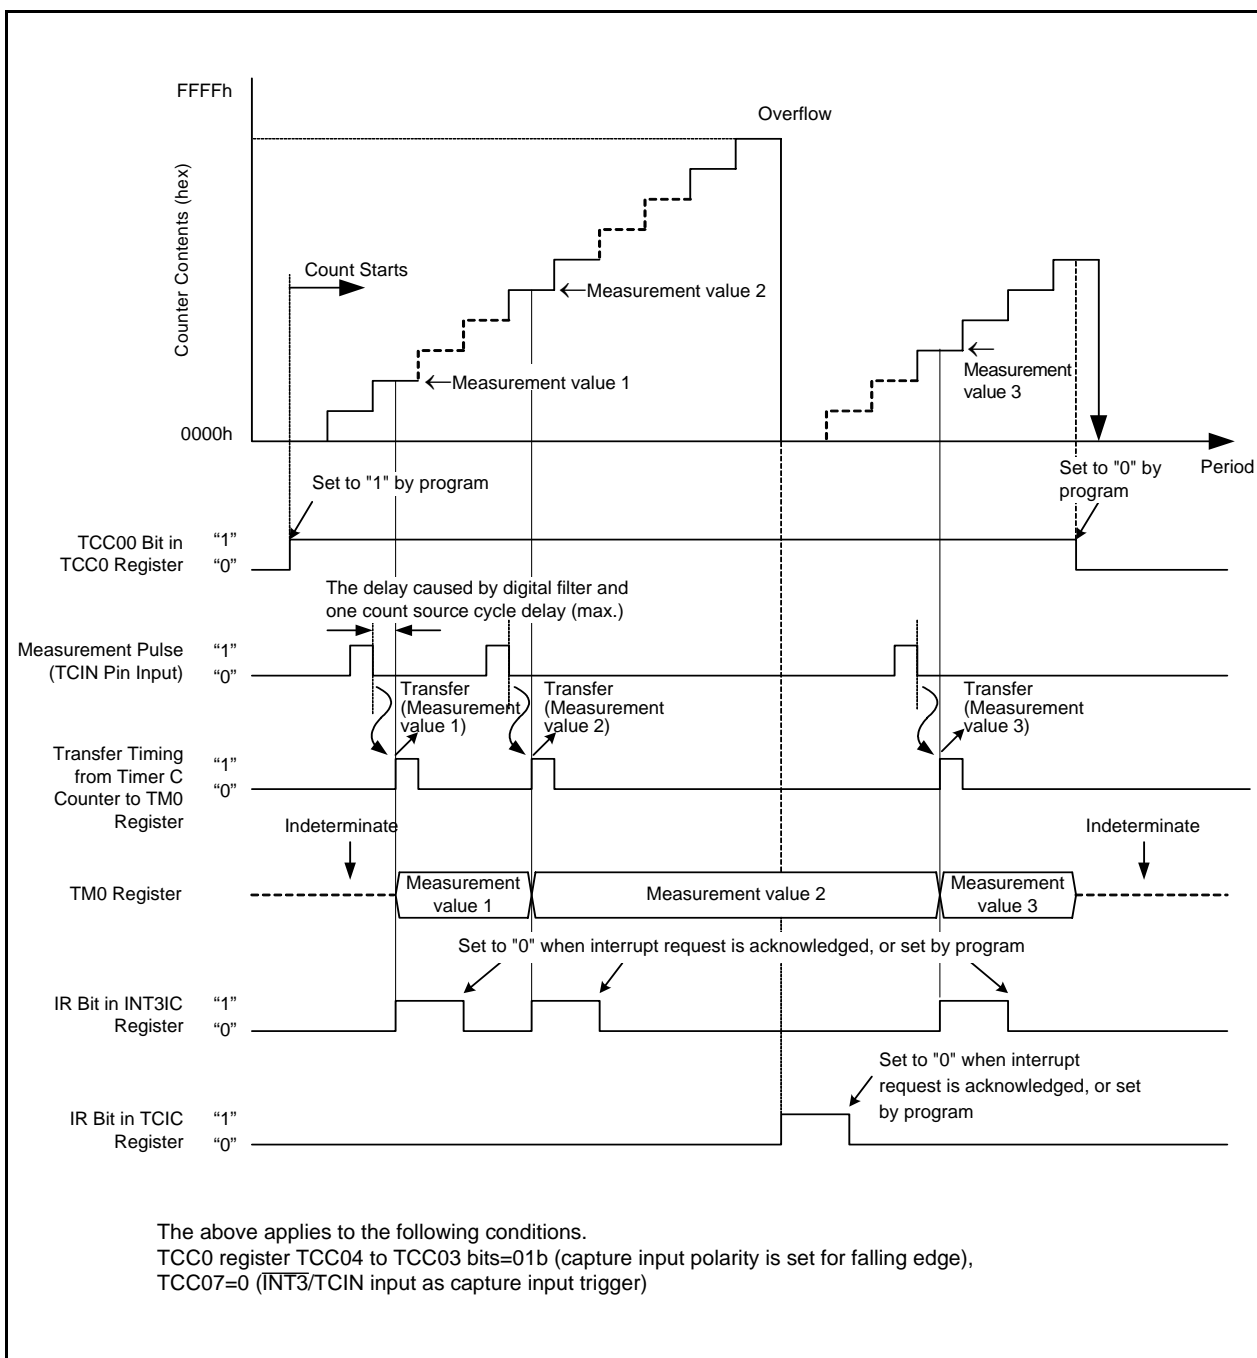 FFFFh
Overflow
Counter Contents (hex)
Count Starts
←Measurement value 2
←Measurement value 1
←
Measurement
value 3
0000h
Period
Set to "1" by program
Set to "0" by
program
TCC00 Bit in
TCC0 Register
“1”
“0”
The delay caused by digital filter and
one count source cycle delay (max.)
Measurement Pulse
(TCIN Pin Input)
“1”
“0”
Transfer
(Measurement
value 1)
Transfer
(Measurement
value 2)
Transfer
(Measurement
value 3)
Transfer Timing
from Timer C
Counter to TM0
Register
“1”
“0”
Indeterminate
Indeterminate
TM0 Register
Measurement
value 1
Measurement value 2
Measurement
value 3
Set to "0" when interrupt request is acknowledged, or set by program
IR Bit in INT3IC
Register
“1”
“0”
Set to "0" when interrupt
request is acknowledged, or set
by program
IR Bit in TCIC
Register
“1”
“0”
The above applies to the following conditions.
TCC0 register TCC04 to TCC03 bits=01b (capture input polarity is set for falling edge),
TCC07=0 (INT3/TCIN input as capture input trigger)